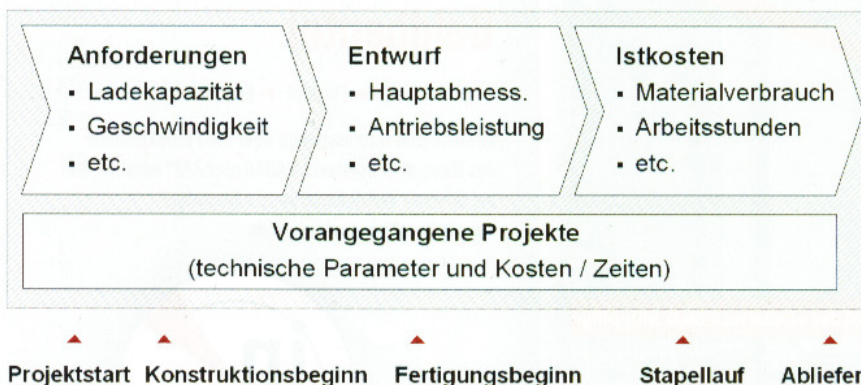 Anforderungen
▪ Ladekapazität
▪ Geschwindigkeit
▪ etc.
Entwurf
▪ Hauptabmess.
▪ Antriebsleistung
▪ etc.
Istkosten
▪ Materialverbrauch
▪ Arbeitsstunden
▪ etc.
Vorangegangene Projekte
(technische Parameter und Kosten / Zeiten)
Projektstart Konstruktionsbeginn Fertigungsbeginn Stapellauf Abliefer